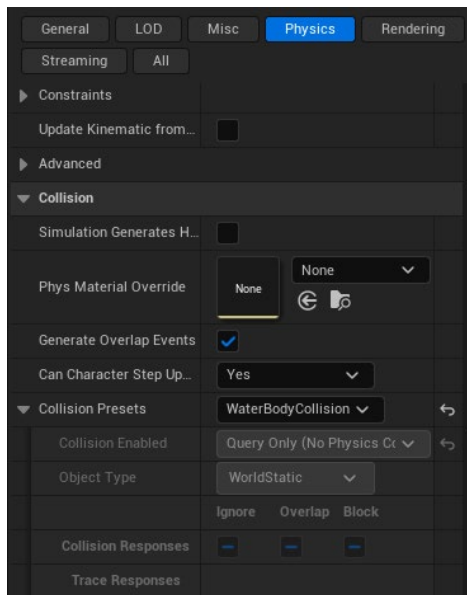 General LOD Misc Physics Rendering
Streaming All
Constraints
Update Kinematic from...
Advanced
Collision
Simulation Generates H...
Phys Material Override None None
Generate Overlap Events
Can Character Step Up... Yes
Collision Presets WaterBodyCollision
Collision Enabled Query Only (No Physics Co
Object Type WorldStatic
Ignore Overlap Block
Collision Responses
Trace Responses